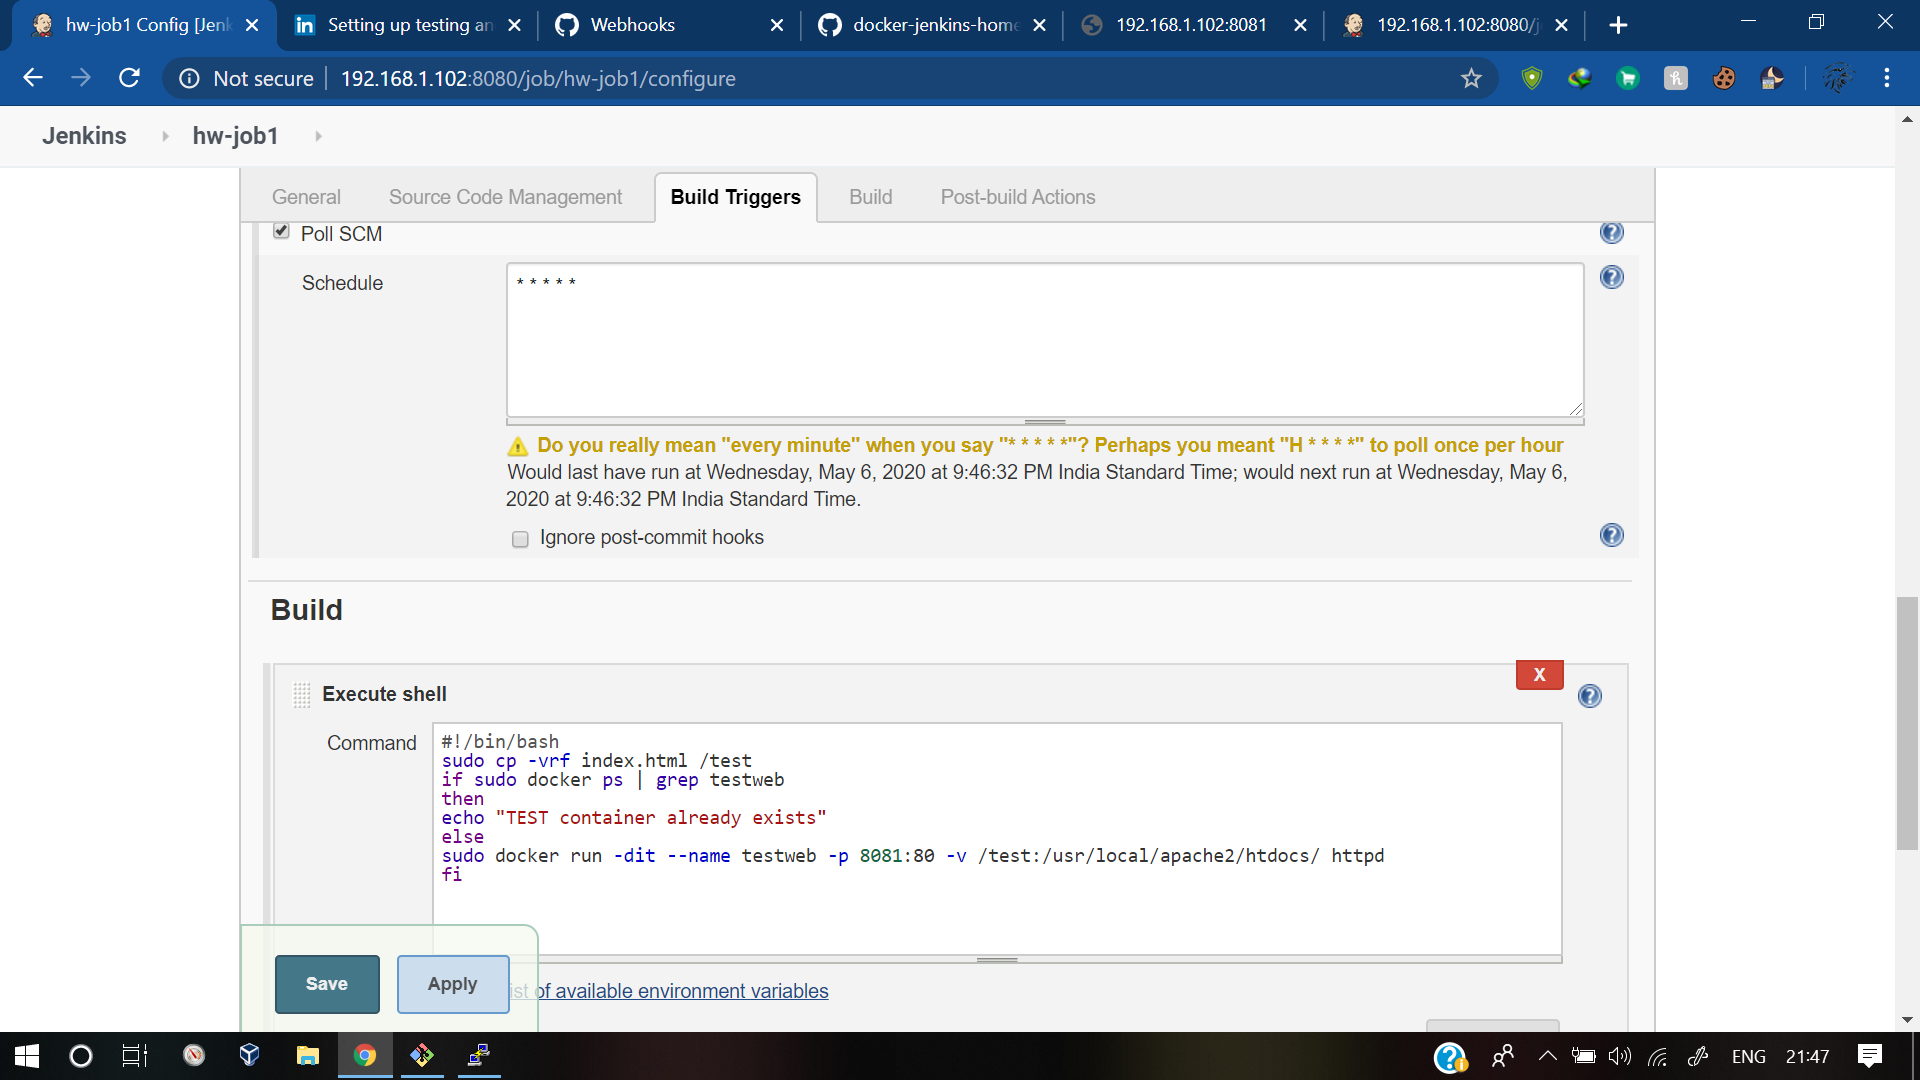 hw-job1 Config [Jenk
Setting up testing an
Webhooks
docker-jenkins-home
192.168.1.102:8081
192.168.1.102:8080/j
Not secure
192.168.1.102:8080/job/hw-job1/configure
Jenkins
hw-job1
General
Source Code Management
Build Triggers
Build
Post-build Actions
Poll SCM
Schedule
* * * * *
Do you really mean "every minute" when you say "* * * * *"? Perhaps you meant "H * * * *" to poll once per hour
Would last have run at Wednesday, May 6, 2020 at 9:46:32 PM India Standard Time; would next run at Wednesday, May 6,
2020 at 9:46:32 PM India Standard Time.
Ignore post-commit hooks
Build
X
Execute shell
Command
#!/bin/bash
sudo cp -vrf index.html /test
if sudo docker ps | grep testweb
then
echo "TEST container already exists"
else
sudo docker run -dit --name testweb -p 8081:80 -v /test:/usr/local/apache2/htdocs/ httpd
fi
Save
Apply
ist of available environment variables
ENG
21:47